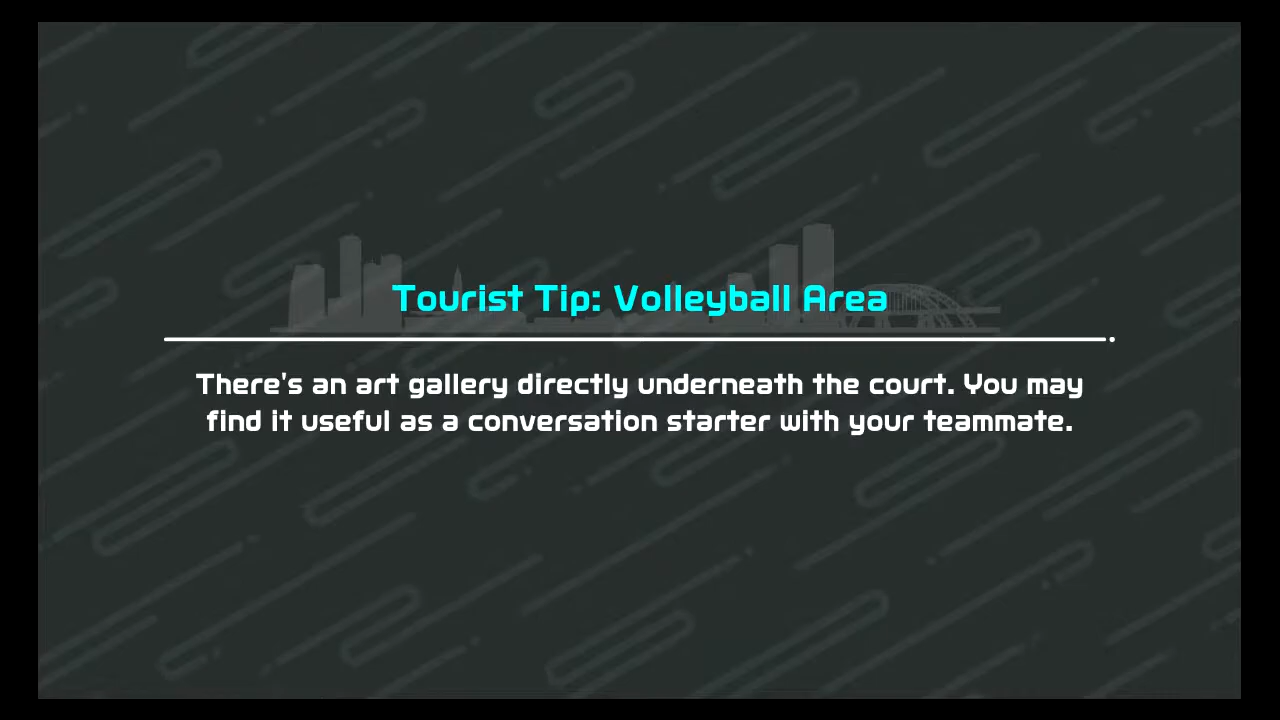 Tourist Tip: Volleyball Area
There's an art gallery directly underneath the court. You may
find it useful as a conversation starter with your teammate.